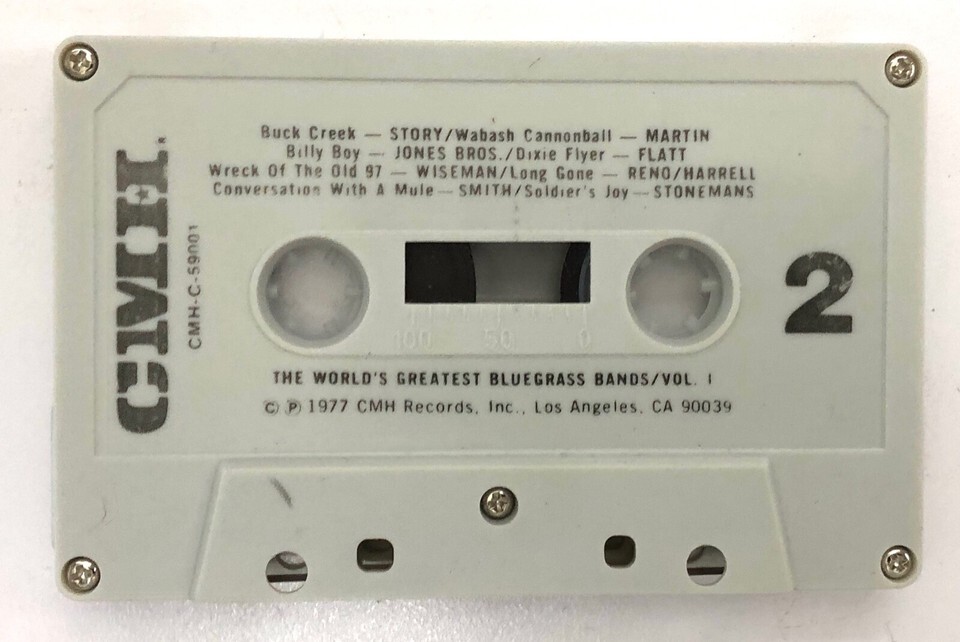 Buck Creek — STORY/Wabash Cannonball — MARTIN
Billy Boy — JONES BROS./Dixie Flyer — FLATT
Wreck Of The Old 97 — WISEMAN/Long Gone — RENO/HARRELL
Conversation With A Mule — SMITH/Soldier's Joy — STONEMANS
CMH®
CMH-C-59001
2
100 50 0
THE WORLD'S GREATEST BLUEGRASS BANDS/VOL. I
© ℗ 1977 CMH Records, Inc., Los Angeles, CA 90039